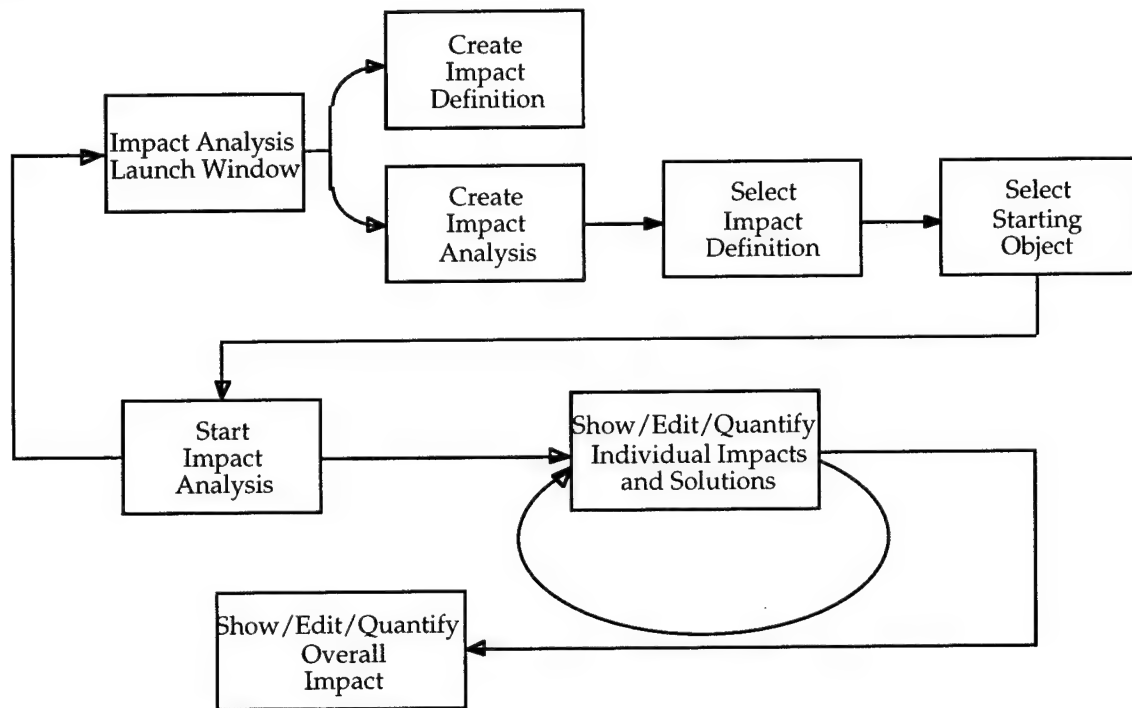 Create
Impact
Definition
Impact Analysis
Launch Window
Create
Impact
Analysis
Select
Impact
Definition
Select
Starting
Object
Start
Impact
Analysis
Show/Edit/Quantify
Individual Impacts
and Solutions
Show/Edit/Quantify
Overall
Impact